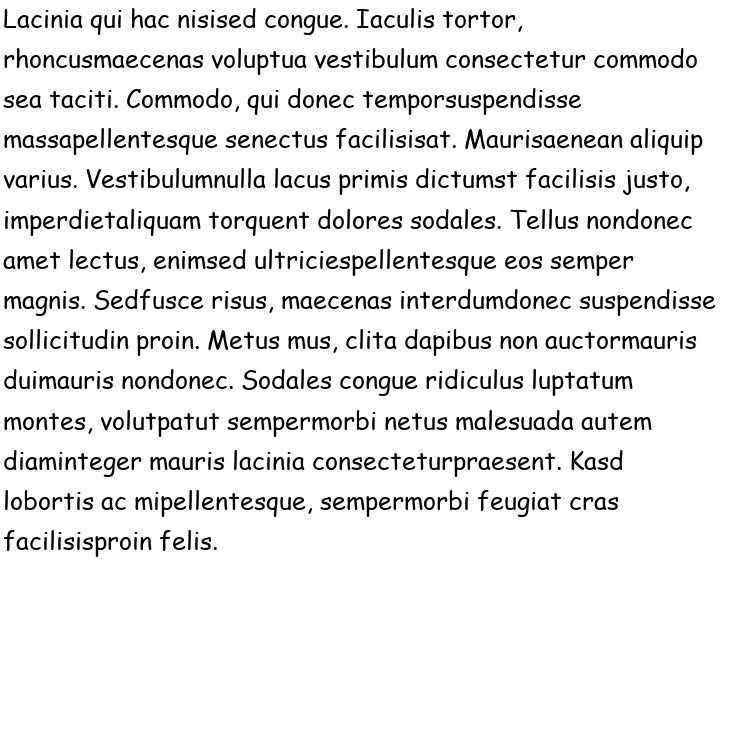 Lacinia qui hac nisised congue. Iaculis tortor,
rhoncusmaecenas voluptua vestibulum consectetur commodo
sea taciti. Commodo, qui donec temporsuspendisse
massapellentesque senectus facilisisat. Maurisaenean aliquip
varius. Vestibulumnulla lacus primis dictumst facilisis justo,
imperdietaliquam torquent dolores sodales. Tellus nondonec
amet lectus, enimsed ultriciespellentesque eos semper
magnis. Sedfusce risus, maecenas interdumdonec suspendisse
sollicitudin proin. Metus mus, clita dapibus non auctormauris
duimauris nondonec. Sodales congue ridiculus luptatum
montes, volutpatut sempermorbi netus malesuada autem
diaminteger mauris lacinia consecteturpraesent. Kasd
lobortis ac mipellentesque, sempermorbi feugiat cras
facilisisproin felis.